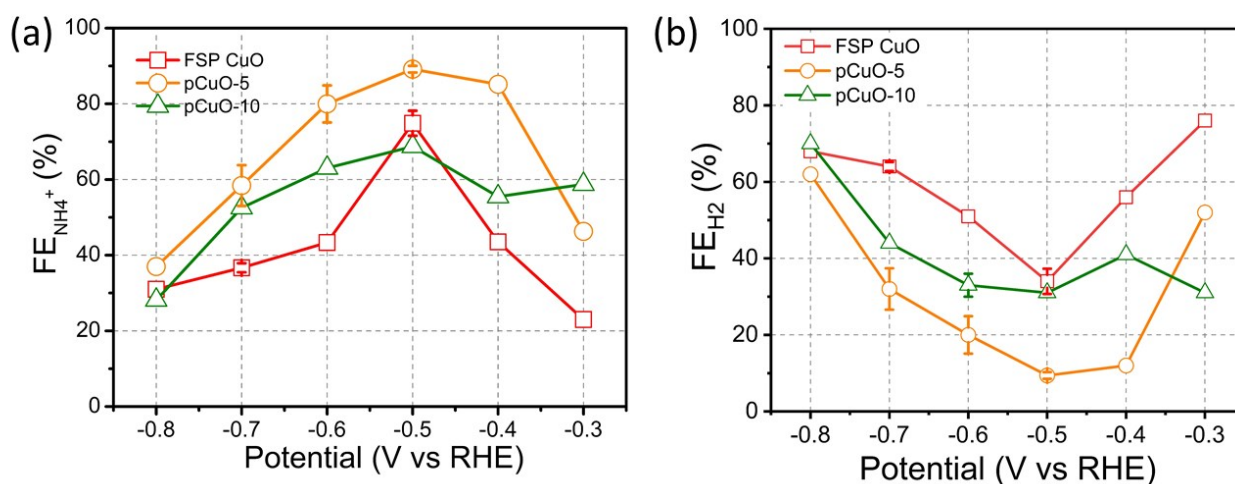 (a)
FE_NH4+ (%)
100
80
60
40
20
0
FSP CuO
pCuO-5
pCuO-10
-0.8 -0.7 -0.6 -0.5 -0.4 -0.3
Potential (V vs RHE)
(b)
FE_H2 (%)
100
80
60
40
20
0
FSP CuO
pCuO-5
pCuO-10
-0.8 -0.7 -0.6 -0.5 -0.4 -0.3
Potential (V vs RHE)